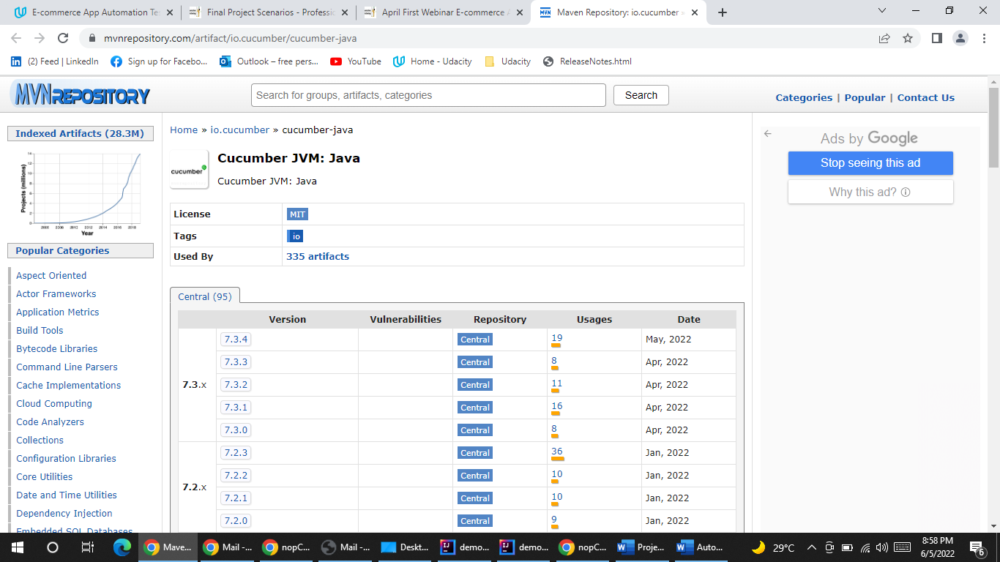 E-commerce App Automation Te
Final Project Scenarios - Professio
April First Webinar E-commerce A
Maven Repository: io.cucumber »
mvnrepository.com/artifact/io.cucumber/cucumber-java
(2) Feed | LinkedIn
Sign up for Facebo...
Outlook – free pers...
YouTube
Home - Udacity
Udacity
ReleaseNotes.html
MVNREPOSITORY
Search for groups, artifacts, categories
Search
Categories | Popular | Contact Us
Indexed Artifacts (28.3M)
Projects (millions)
Year
Popular Categories
Aspect Oriented
Actor Frameworks
Application Metrics
Build Tools
Bytecode Libraries
Command Line Parsers
Cache Implementations
Cloud Computing
Code Analyzers
Collections
Configuration Libraries
Core Utilities
Date and Time Utilities
Dependency Injection
Embedded SQL Databases
Home » io.cucumber » cucumber-java
cucumber
Cucumber JVM: Java
Cucumber JVM: Java
License MIT
Tags io
Used By 335 artifacts
Central (95)
Version Vulnerabilities Repository Usages Date
7.3.x
7.3.4 Central 19 May, 2022
7.3.3 Central 8 Apr, 2022
7.3.2 Central 11 Apr, 2022
7.3.1 Central 16 Apr, 2022
7.3.0 Central 8 Apr, 2022
7.2.x
7.2.3 Central 36 Jan, 2022
7.2.2 Central 10 Jan, 2022
7.2.1 Central 10 Jan, 2022
7.2.0 Central 9 Jan, 2022
Ads by Google
Stop seeing this ad
Why this ad?
Mave...
Mail -...
nopC...
Mail -...
Deskt...
demo...
demo...
nopC...
Proje...
Auto...
29°C
8:58 PM
6/5/2022
6